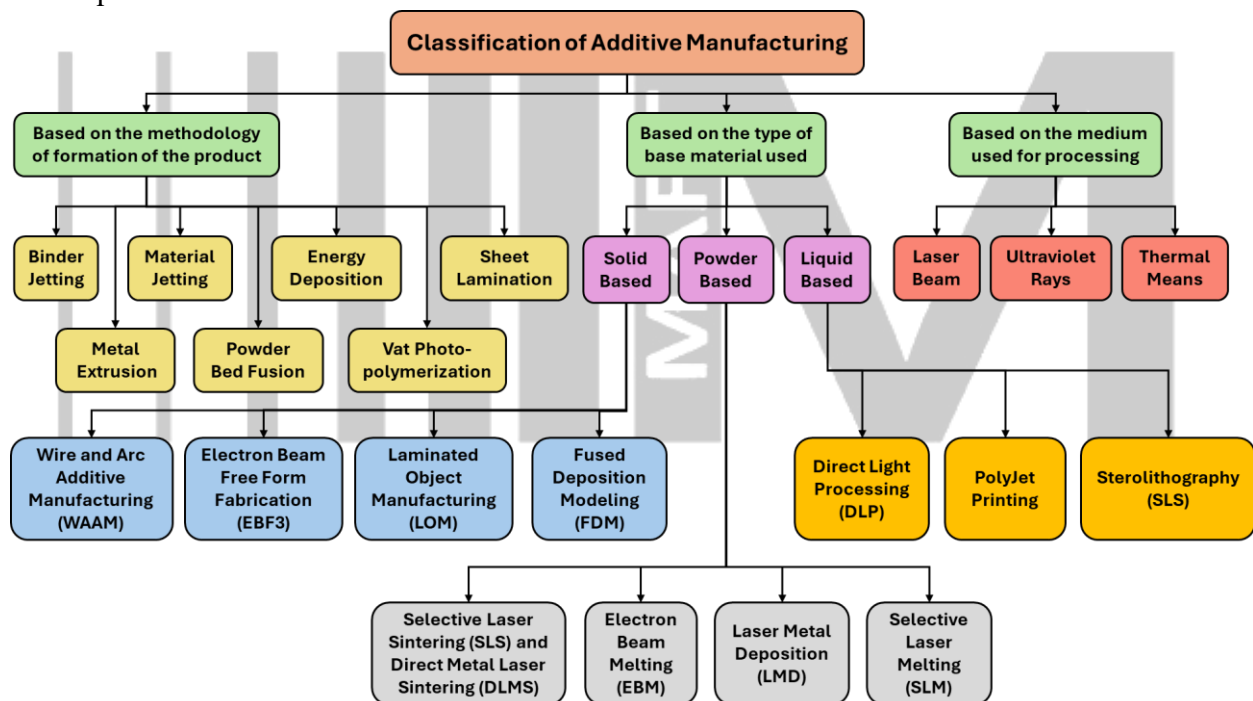 Classification of Additive Manufacturing
Based on the methodology
of formation of the product
Based on the type of
base material used
Based on the medium
used for processing
Binder
Jetting
Material
Jetting
Energy
Deposition
Sheet
Lamination
Solid
Based
Powder
Based
Liquid
Based
Laser
Beam
Ultraviolet
Rays
Thermal
Means
Metal
Extrusion
Powder
Bed Fusion
Vat Photo-
polymerization
Wire and Arc
Additive
Manufacturing
(WAAM)
Electron Beam
Free Form
Fabrication
(EBF3)
Laminated
Object
Manufacturing
(LOM)
Fused
Deposition
Modeling
(FDM)
Direct Light
Processing
(DLP)
PolyJet
Printing
Sterolithography
(SLS)
Selective Laser
Sintering (SLS) and
Direct Metal Laser
Sintering (DLMS)
Electron
Beam
Melting
(EBM)
Laser Metal
Deposition
(LMD)
Selective
Laser
Melting
(SLM)